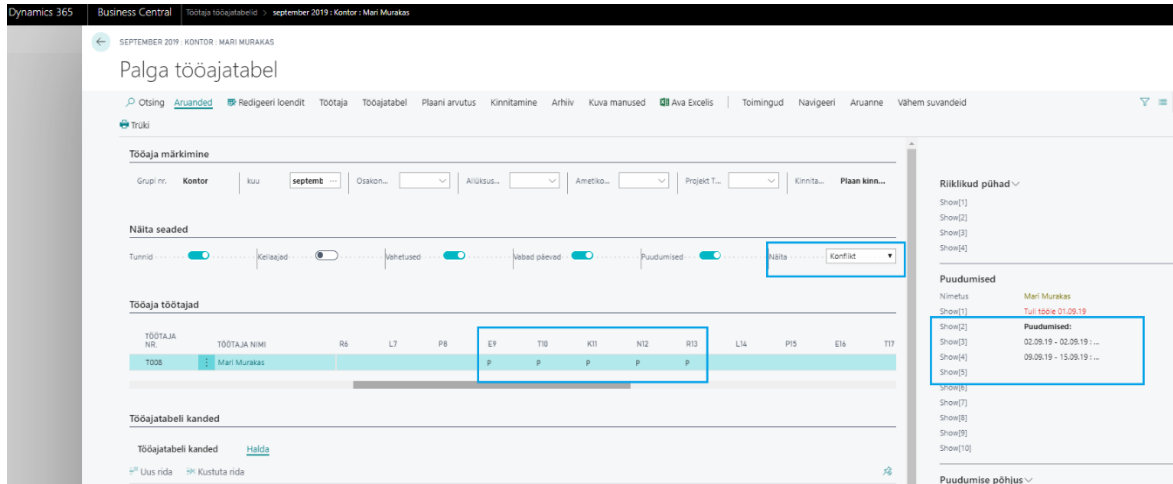 Dynamics 365 Business Central Töötaja tööajatabelid > september 2019 : Kontor : Mari Murakas
SEPTEMBER 2019 : KONTOR : MARI MURAKAS
Palga tööajatabel
Otsing Aruanded Redigeeri loendit Töötaja Tööajatabel Plaani arvutus Kinnitamine Arhiiv Kuva manused Ava Excelis Toimingud Navigeeri Aruanne Vähem suvandeid
Trüki
Tööaja märkimine
Grupi nr. Kontor kuu septemb ... Osakon... Allüksus... Ametiko... Projekt T... Kinnita... Plaan kinn...
Näita seaded
Tunnid Kellaajad Vahetused Vabad päevad Puudumised Näita Konflikt
Tööaja töötajad
TÖÖTAJA NR. TÖÖTAJA NIMI R6 L7 P8 E9 T10 K11 N12 R13 L14 P15 E16 T17
T008 Mari Murakas P P P P P
Tööajatabeli kanded
Tööajatabeli kanded Halda
Uus rida Kustuta rida
Riiklikud pühad
Show[1]
Show[2]
Show[3]
Show[4]
Puudumised
Nimetus Mari Murakas
Show[1] Tuli tööle 01.09.19
Show[2] Puudumised:
Show[3] 02.09.19 - 02.09.19 : ...
Show[4] 09.09.19 - 15.09.19 : ...
Show[5]
Show[6]
Show[7]
Show[8]
Show[9]
Show[10]
Puudumise põhjus